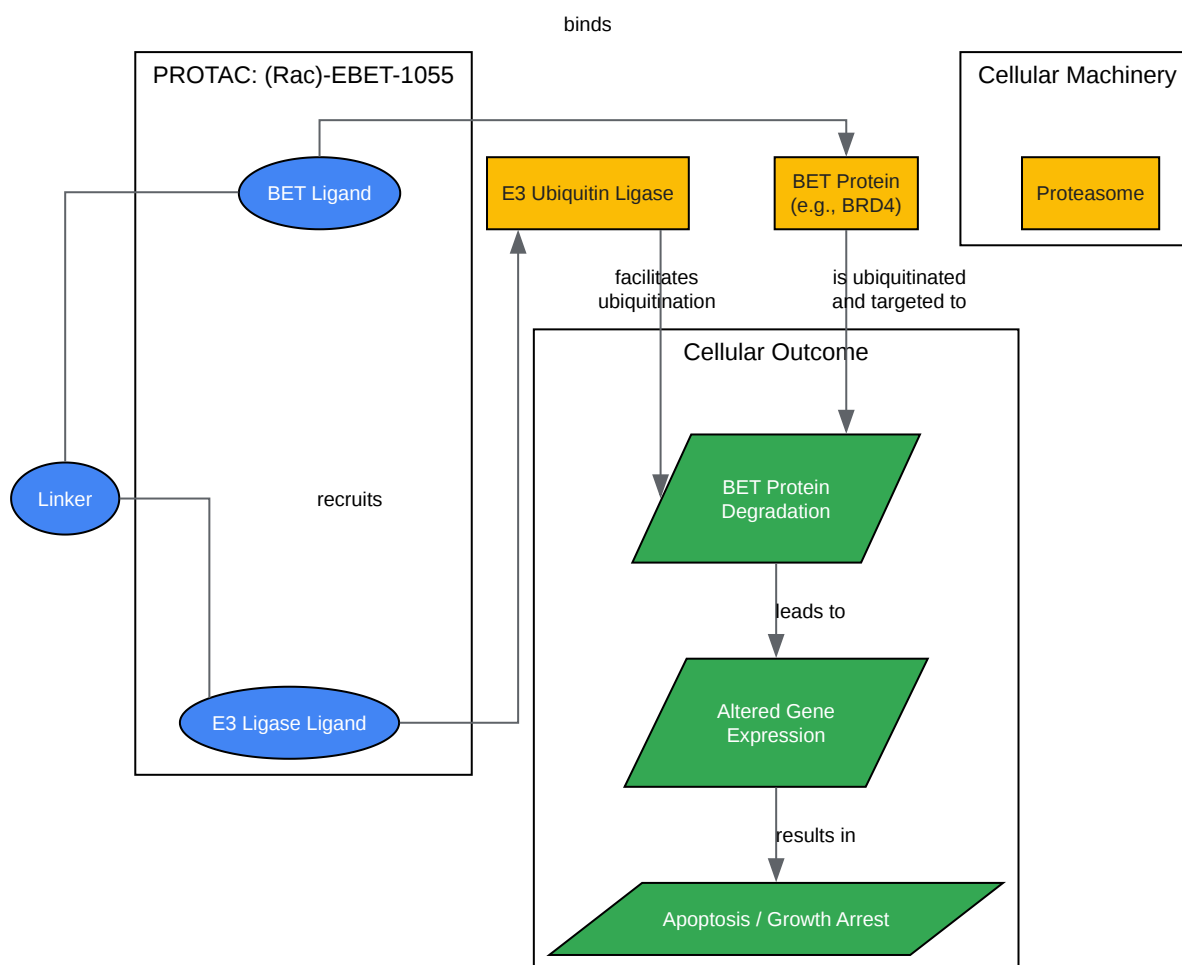 binds
PROTAC: (Rac)-EBET-1055
Cellular Machinery
BET Ligand
E3 Ubiquitin Ligase
BET Protein
(e.g., BRD4)
Proteasome
facilitates
ubiquitination
is ubiquitinated
and targeted to
Cellular Outcome
Linker
recruits
BET Protein
Degradation
leads to
E3 Ligase Ligand
Altered Gene
Expression
results in
Apoptosis / Growth Arrest